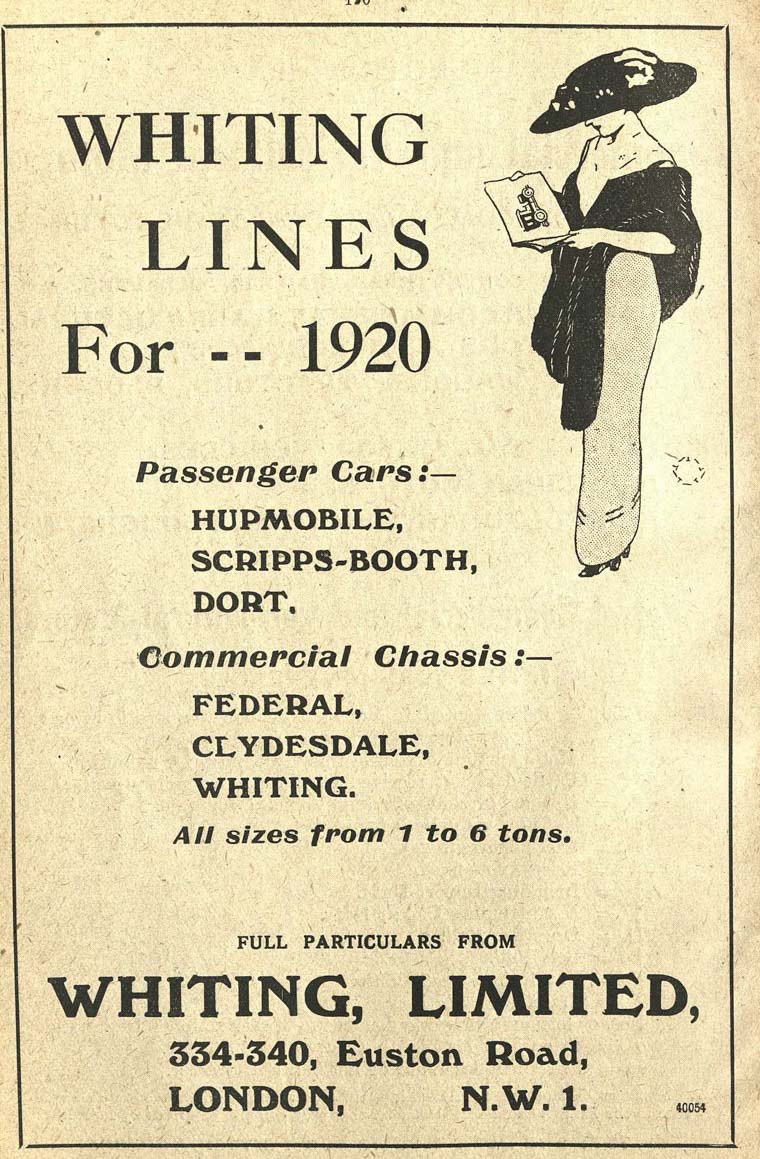 WHITING
LINES
For -- 1920
Passenger Cars:—
HUPMOBILE,
SCRIPPS-BOOTH,
DORT.
Commercial Chassis:—
FEDERAL,
CLYDESDALE,
WHITING.
All sizes from 1 to 6 tons.
FULL PARTICULARS FROM
WHITING, LIMITED,
334-340, Euston Road,
LONDON, N.W. 1.
40054